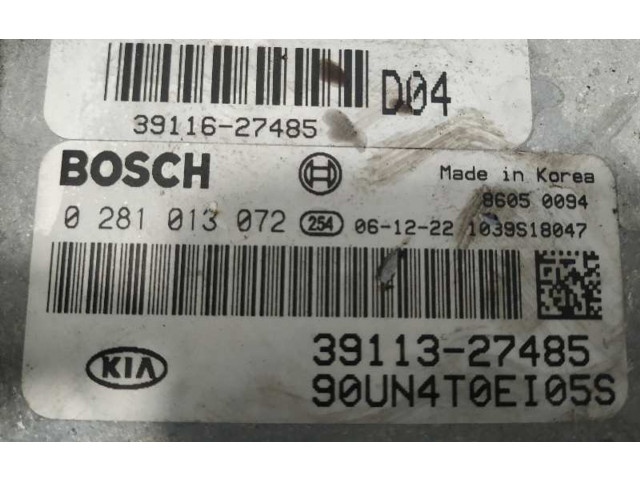 D04
39116-27485
BOSCH
Made in Korea
8605 0094
0 281 013 072 254 06-12-22 1039S18047
KIA
39113-27485
90UN4T0EI05S